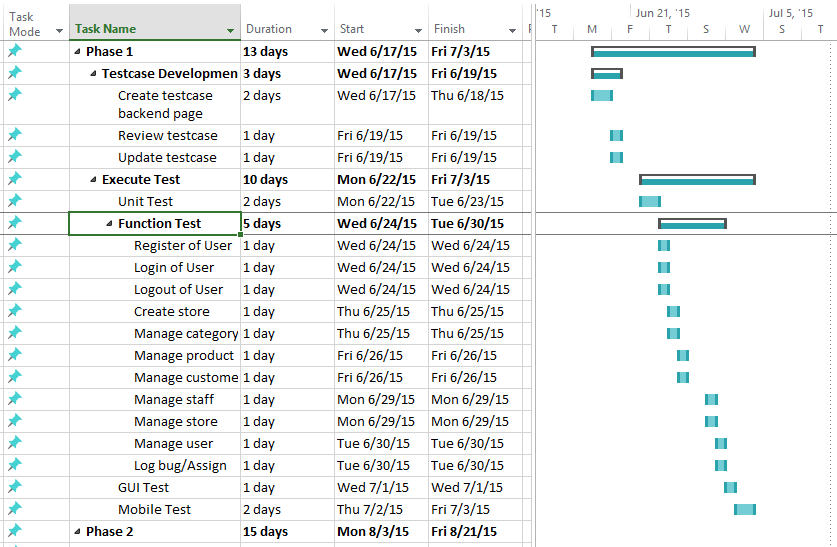 Task Mode Task Name Duration Start Finish
'15 Jun 21, '15 Jul 5, '15
T M F T S W S T
Phase 1 13 days Wed 6/17/15 Fri 7/3/15
Testcase Developmen 3 days Wed 6/17/15 Fri 6/19/15
Create testcase 2 days Wed 6/17/15 Thu 6/18/15
backend page
Review testcase 1 day Fri 6/19/15 Fri 6/19/15
Update testcase 1 day Fri 6/19/15 Fri 6/19/15
Execute Test 10 days Mon 6/22/15 Fri 7/3/15
Unit Test 2 days Mon 6/22/15 Tue 6/23/15
Function Test 5 days Wed 6/24/15 Tue 6/30/15
Register of User 1 day Wed 6/24/15 Wed 6/24/15
Login of User 1 day Wed 6/24/15 Wed 6/24/15
Logout of User 1 day Wed 6/24/15 Wed 6/24/15
Create store 1 day Thu 6/25/15 Thu 6/25/15
Manage category 1 day Thu 6/25/15 Thu 6/25/15
Manage product 1 day Fri 6/26/15 Fri 6/26/15
Manage custome 1 day Fri 6/26/15 Fri 6/26/15
Manage staff 1 day Mon 6/29/15 Mon 6/29/15
Manage store 1 day Mon 6/29/15 Mon 6/29/15
Manage user 1 day Tue 6/30/15 Tue 6/30/15
Log bug/Assign 1 day Tue 6/30/15 Tue 6/30/15
GUI Test 1 day Wed 7/1/15 Wed 7/1/15
Mobile Test 2 days Thu 7/2/15 Fri 7/3/15
Phase 2 15 days Mon 8/3/15 Fri 8/21/15